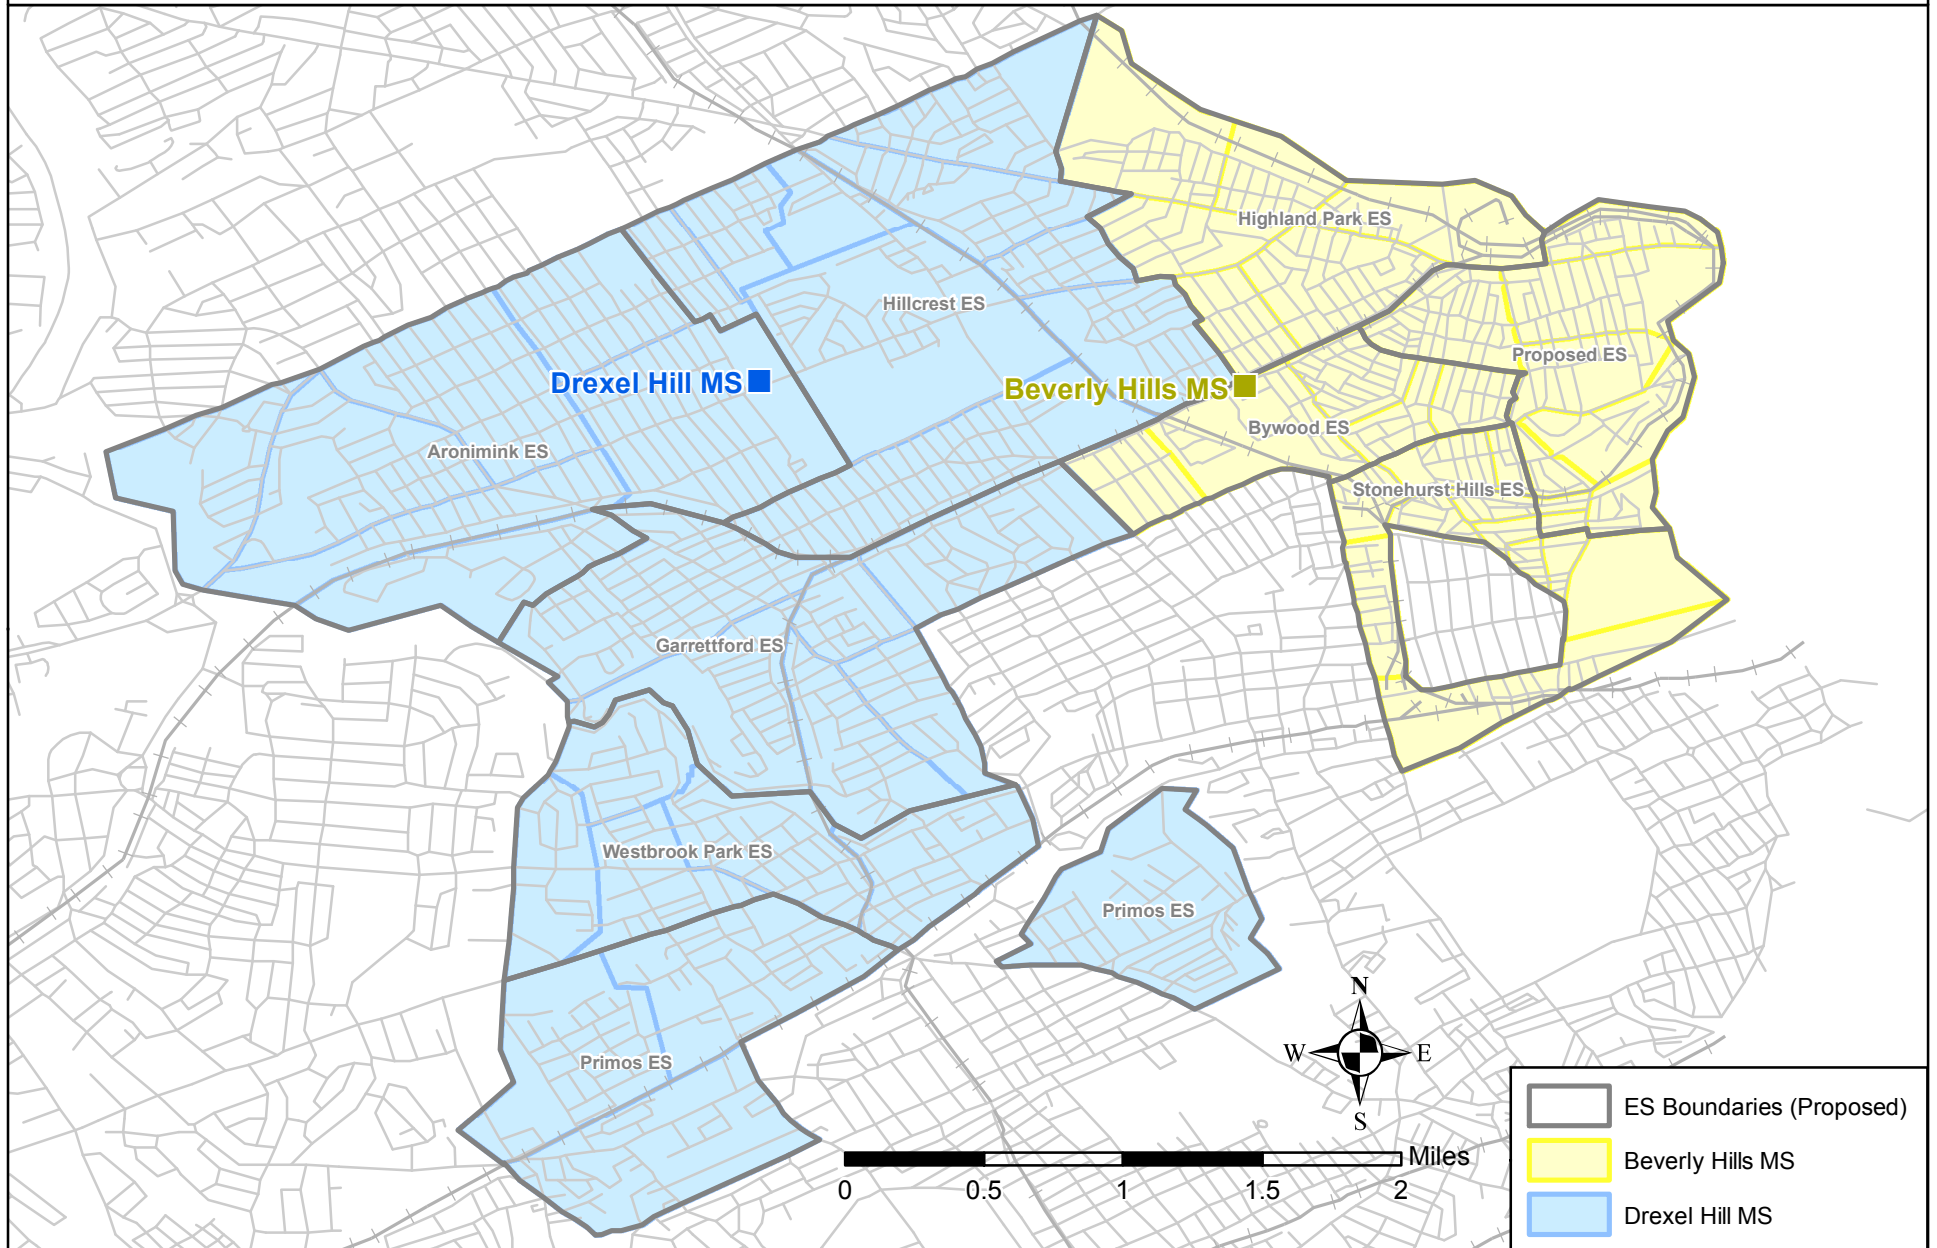 Highland Park ES
Hillcrest ES
Proposed ES
Drexel Hill MS
Beverly Hills MS
Bywood ES
Aronimink ES
Stonehurst Hills ES
Garrettford ES
Westbrook Park ES
Primos ES
Primos ES
N
W E
S
Miles
0 0.5 1 1.5 2
ES Boundaries (Proposed)
Beverly Hills MS
Drexel Hill MS